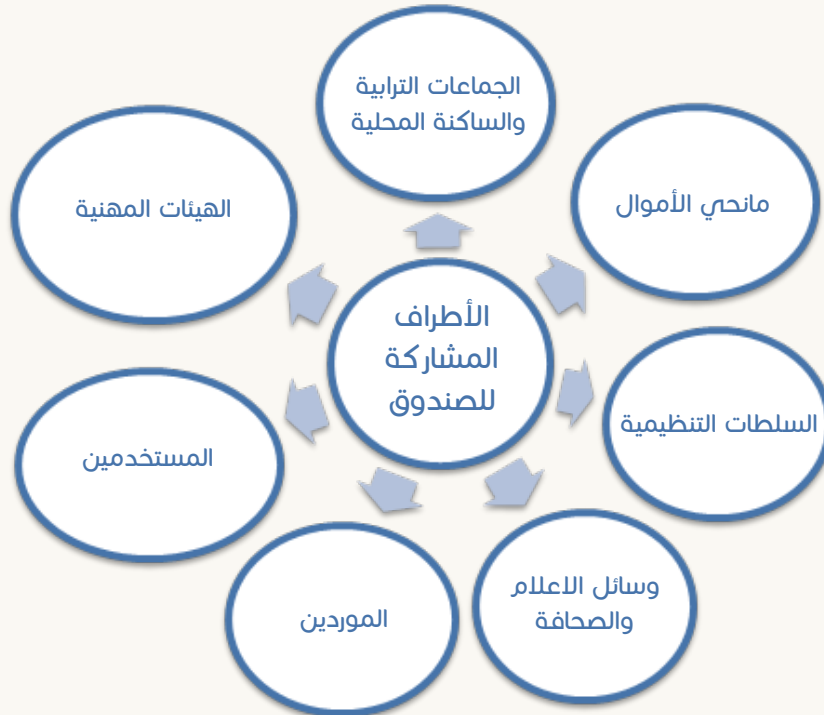 الجماعات الترابية
والساكنة المحلية
مانحي الأموال
الهيئات المهنية
الأطراف
المشاركة
للصندوق
السلطات التنظيمية
المستخدمين
وسائل الاعلام
والصحافة
الموردين